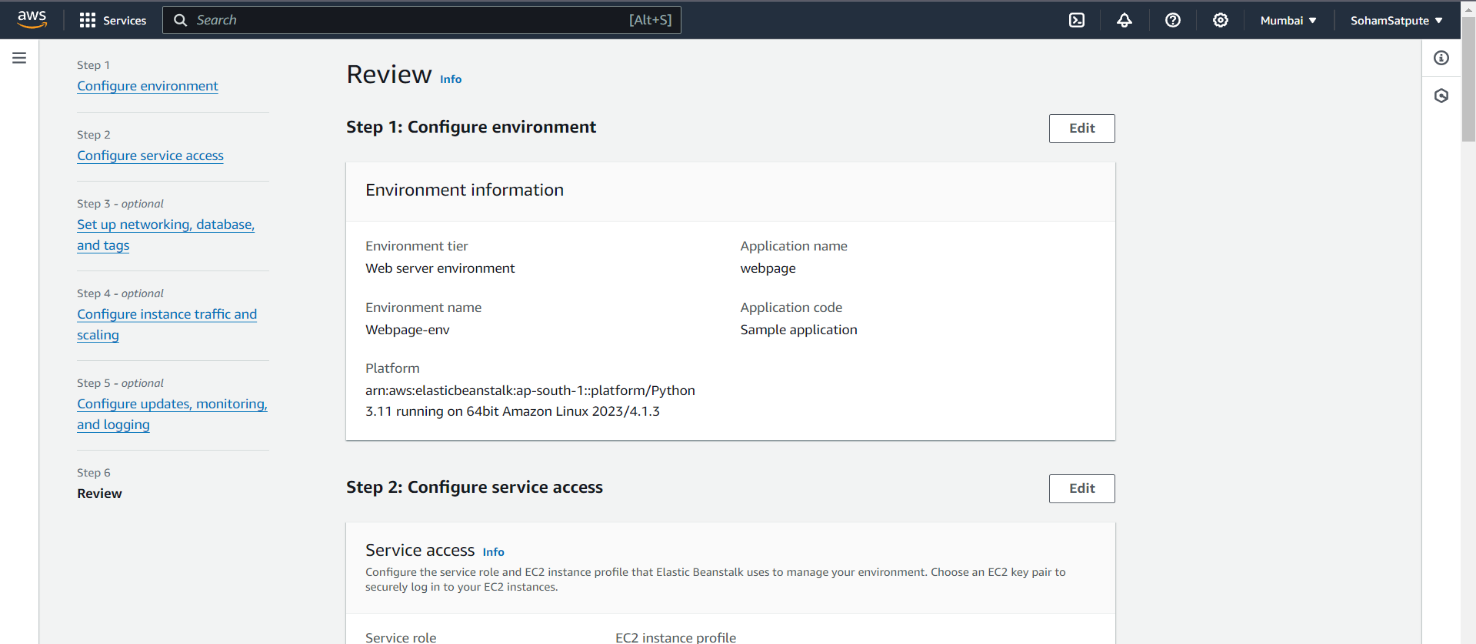 aws
Services
Search
[Alt+S]
Mumbai
SohamSatpute
Step 1
Configure environment
Step 2
Configure service access
Step 3 - optional
Set up networking, database,
and tags
Step 4 - optional
Configure instance traffic and
scaling
Step 5 - optional
Configure updates, monitoring,
and logging
Step 6
Review
Review Info
Step 1: Configure environment
Edit
Environment information
Environment tier
Web server environment
Application name
webpage
Environment name
Webpage-env
Application code
Sample application
Platform
arn:aws:elasticbeanstalk:ap-south-1::platform/Python
3.11 running on 64bit Amazon Linux 2023/4.1.3
Step 2: Configure service access
Edit
Service access Info
Configure the service role and EC2 instance profile that Elastic Beanstalk uses to manage your environment. Choose an EC2 key pair to
securely log in to your EC2 instances.
Service role
EC2 instance profile